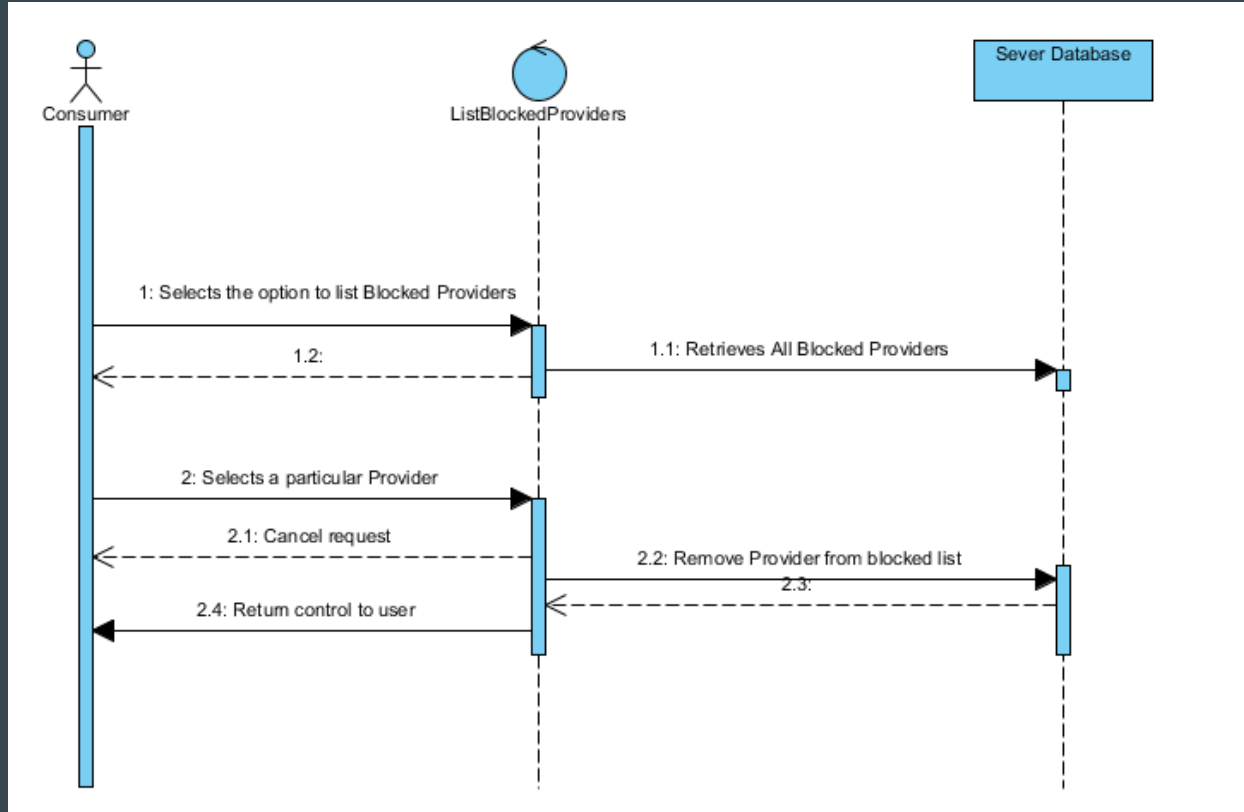 Consumer
ListBlockedProviders
Sever Database
1: Selects the option to list Blocked Providers
1.1: Retrieves All Blocked Providers
1.2:
2: Selects a particular Provider
2.1: Cancel request
2.2: Remove Provider from blocked list
2.3:
2.4: Return control to user